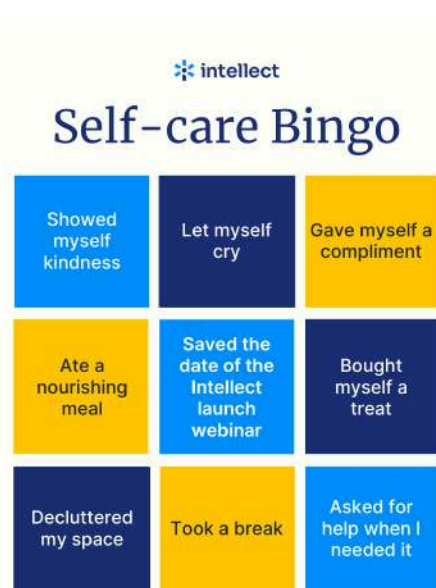 intellect
Self-care Bingo
Showed
myself
kindness
Let myself
cry
Gave myself a
compliment
Ate a
nourishing
meal
Saved the
date of the
Intellect
launch
webinar
Bought
myself a
treat
Decluttered
my space
Took a break
Asked for
help when I
needed it